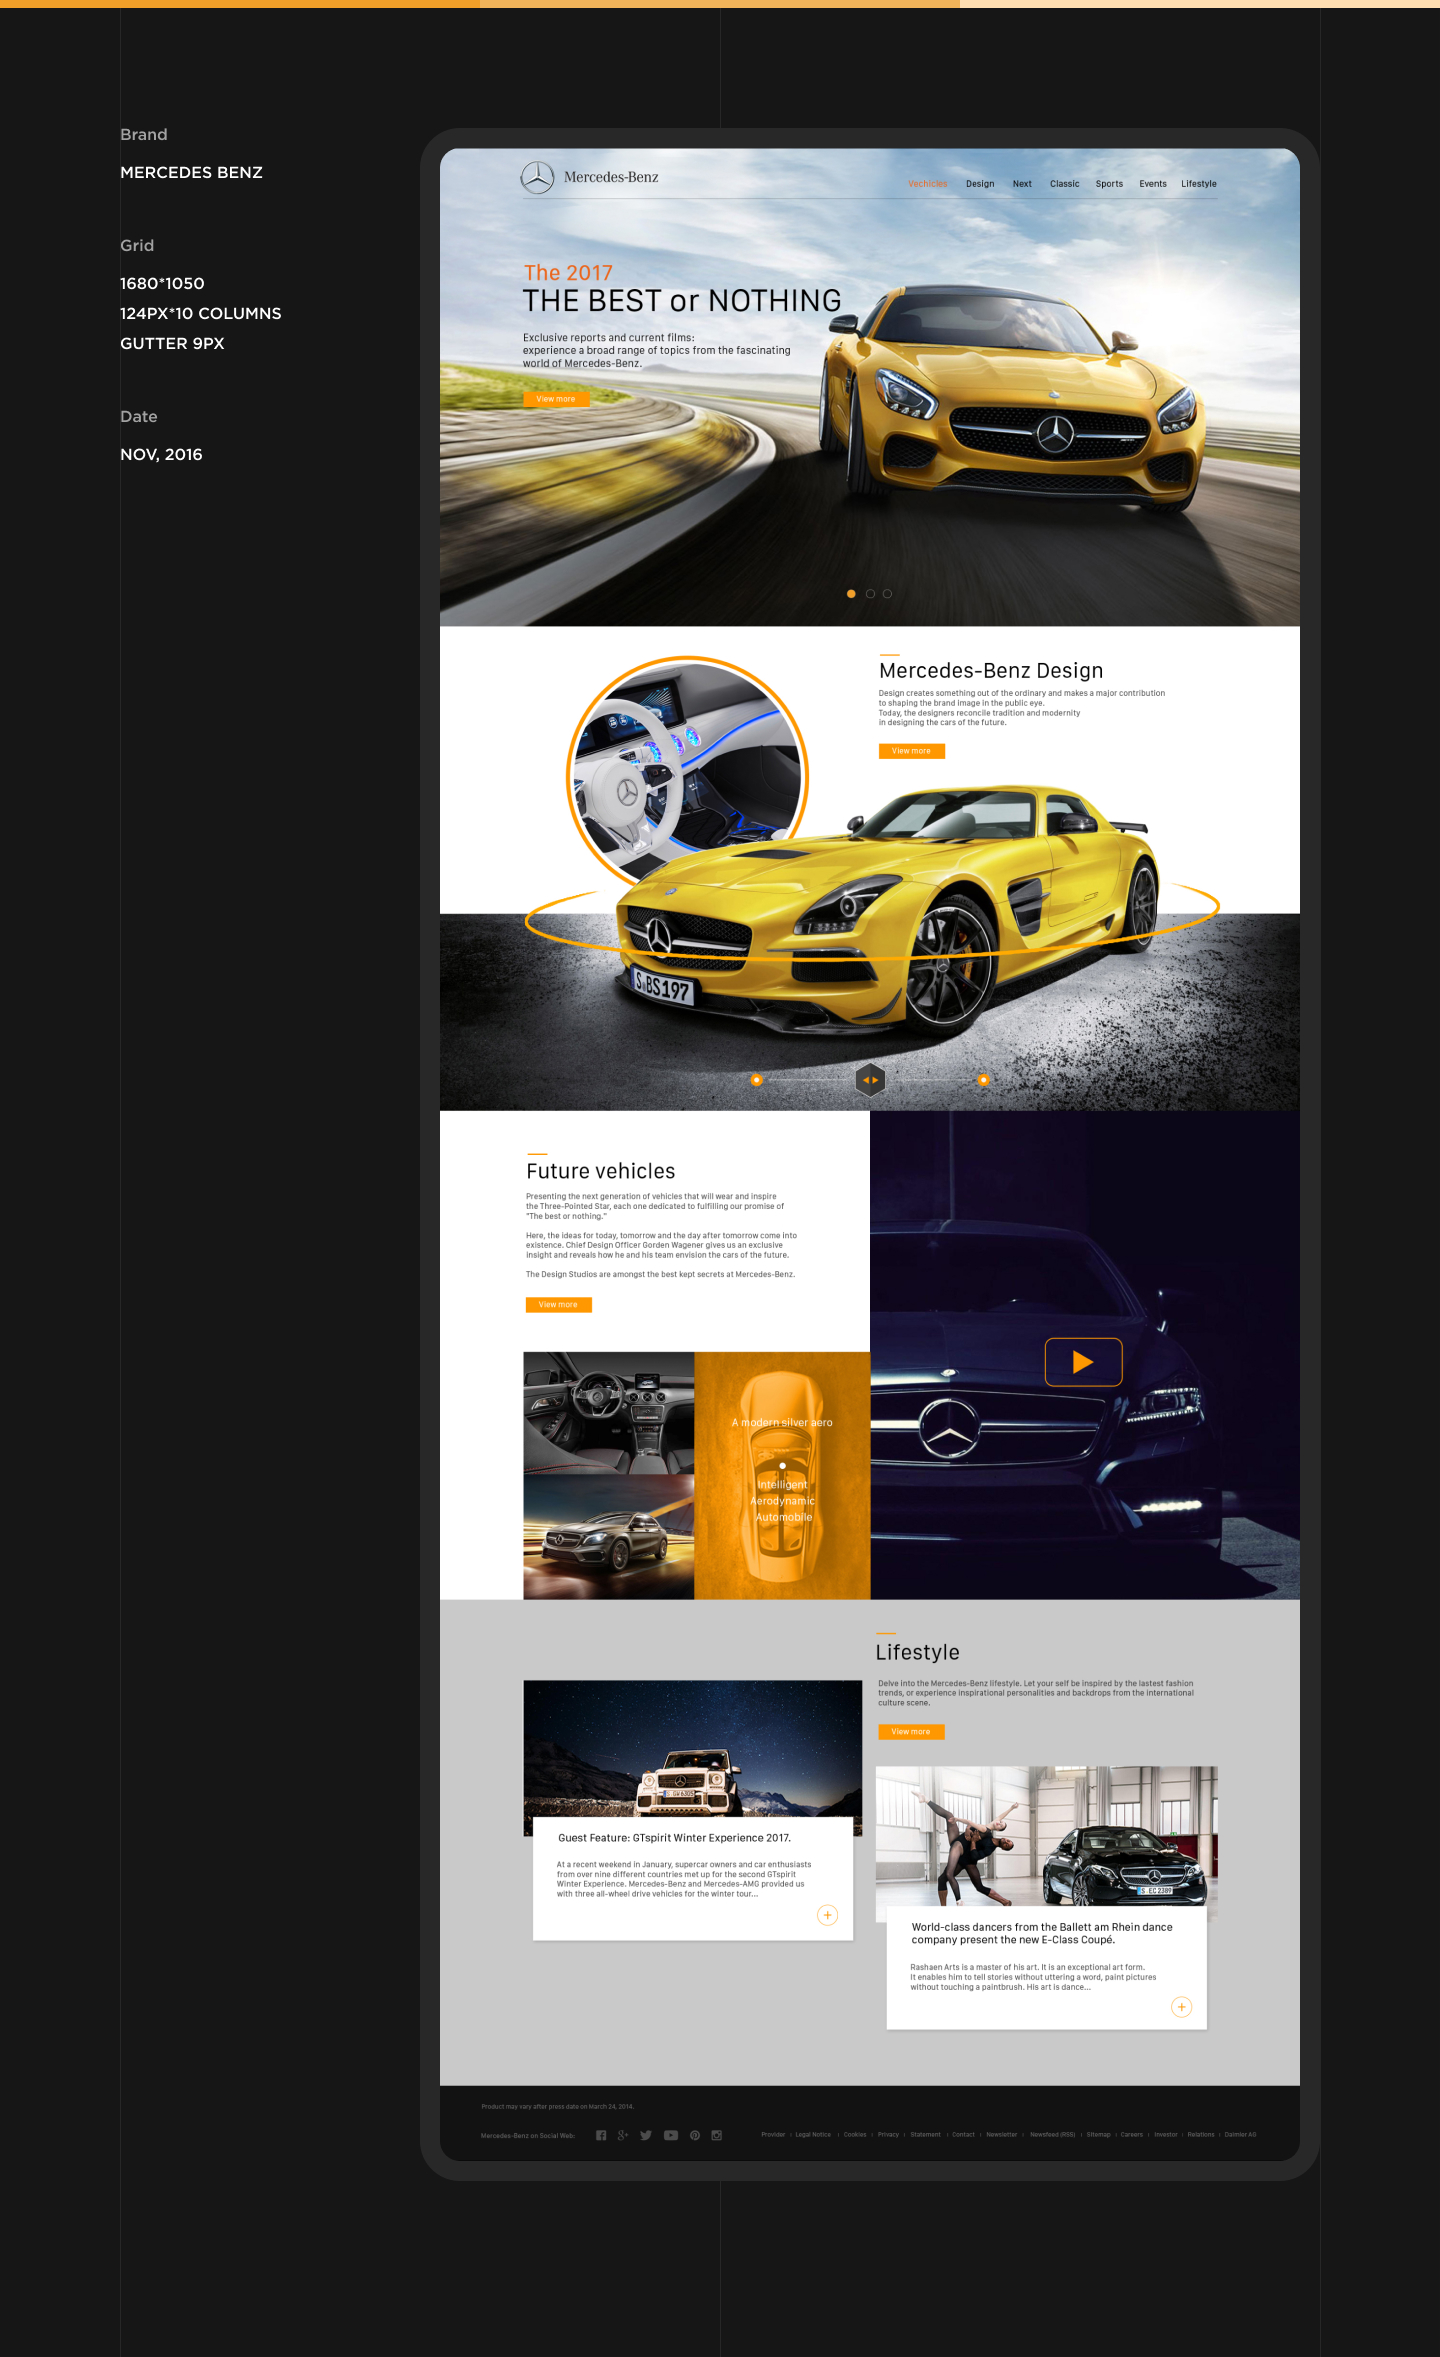 Brand
MERCEDES BENZ
Grid
1680*1050
124PX*10 COLUMNS
GUTTER 9PX
Date
NOV, 2016
Mercedes-Benz
Vechicles Design Next Classic Sports Events Lifestyle
The 2017
THE BEST or NOTHING
Exclusive reports and current films:
experience a broad range of topics from the fascinating
world of Mercedes-Benz.
View more
Mercedes-Benz Design
Design creates something out of the ordinary and makes a major contribution
to shaping the brand image in the public eye.
Today, the designers reconcile tradition and modernity
in designing the cars of the future.
View more
S BS197
Future vehicles
Presenting the next generation of vehicles that will wear and inspire
the Three-Pointed Star, each one dedicated to fulfilling our promise of
"The best or nothing."
Here, the ideas for today, tomorrow and the day after tomorrow come into
existence. Chief Design Officer Gorden Wagener gives us an exclusive
insight and reveals how he and his team envision the cars of the future.
The Design Studios are amongst the best kept secrets at Mercedes-Benz.
View more
A modern silver aero
Intelligent
Aerodynamic
Automobile
Lifestyle
Delve into the Mercedes-Benz lifestyle. Let your self be inspired by the lastest fashion
trends, or experience inspirational personalities and backdrops from the international
culture scene.
View more
S GW 6305
Guest Feature: GTspirit Winter Experience 2017.
At a recent weekend in January, supercar owners and car enthusiasts
from over nine different countries met up for the second GTspirit
Winter Experience. Mercedes-Benz and Mercedes-AMG provided us
with three all-wheel drive vehicles for the winter tour...
S EC 2389
World-class dancers from the Ballett am Rhein dance
company present the new E-Class Coupé.
Rashaen Arts is a master of his art. It is an exceptional art form.
It enables him to tell stories without uttering a word, paint pictures
without touching a paintbrush. His art is dance...
Product may vary after press date on March 24, 2014.
Mercedes-Benz on Social Web:
Provider | Legal Notice | Cookies | Privacy | Statement | Contact | Newsletter | Newsfeed (RSS) | Sitemap | Careers | Investor | Relations | Daimler AG